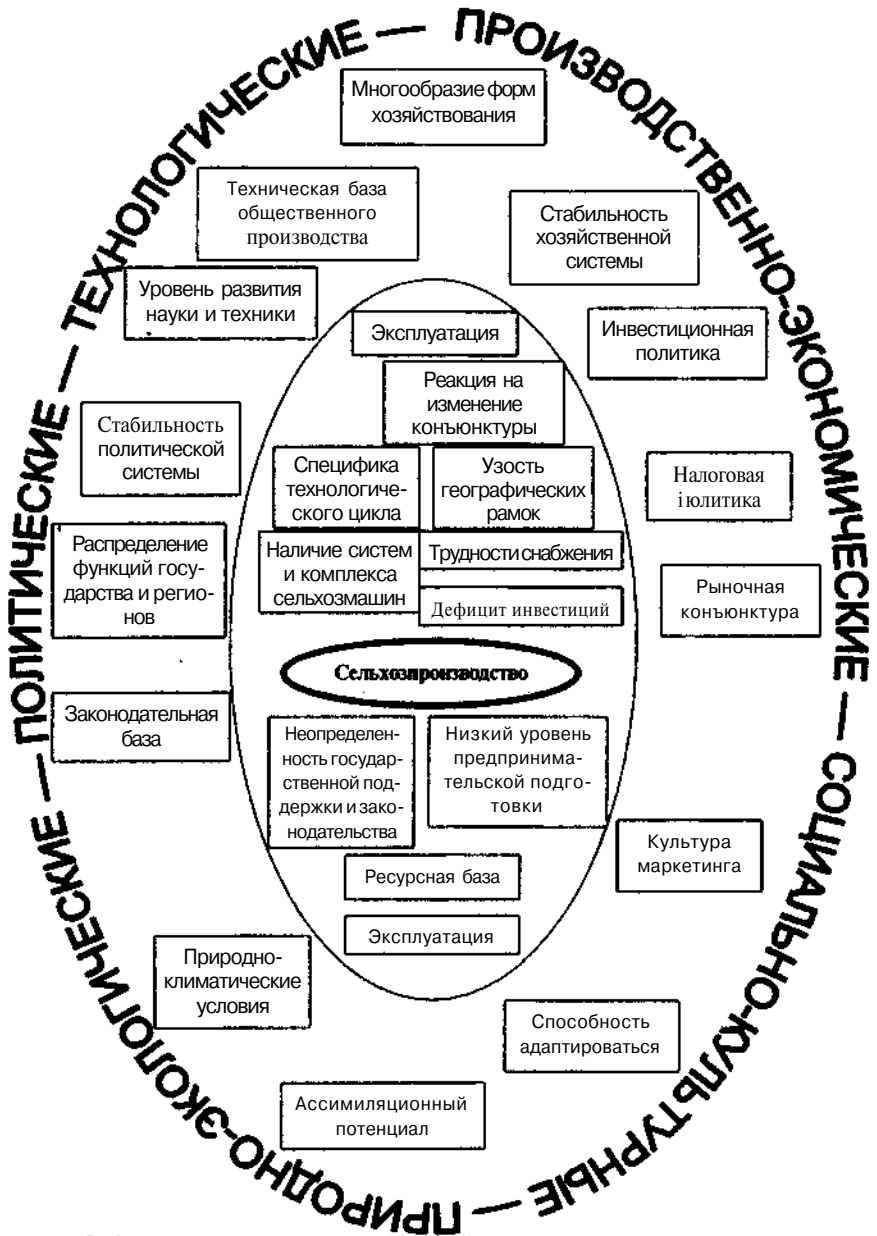 ПОЛИТИЧЕСКИЕ — ТЕХНОЛОГИЧЕСКИЕ — ПРОИЗВОДСТВЕННО-ЭКОНОМИЧЕСКИЕ — СОЦИАЛЬНО-КУЛЬТУРНЫЕ — ПРИРОДНО-ЭКОЛОГИЧЕСКИЕ —
Многообразие форм
хозяйствования
Техническая база
общественного
производства
Стабильность
хозяйственной
системы
Уровень развития
науки и техники
Эксплуатация
Инвестиционная
политика
Реакция на
изменение
конъюнктуры
Стабильность
политической
системы
Специфика
технологиче-
ского цикла
Узость
географических
рамок
Налоговая
іюлитика
Распределение
функций госу-
дарства и регио-
нов
Наличие систем
и комплекса
сельхозмашин
Трудности снабжения
Дефицит инвестиций
Рыночная
конъюнктура
Сельхозпроизводство
Законодательная
база
Неопределен-
ность государ-
ственной под-
держки и зако-
нодательства
Низкий уровень
предпринима-
тельской подго-
товки
Культура
маркетинга
Ресурсная база
Эксплуатация
Природно-
климатические
условия
Способность
адаптироваться
Ассимиляционный
потенциал